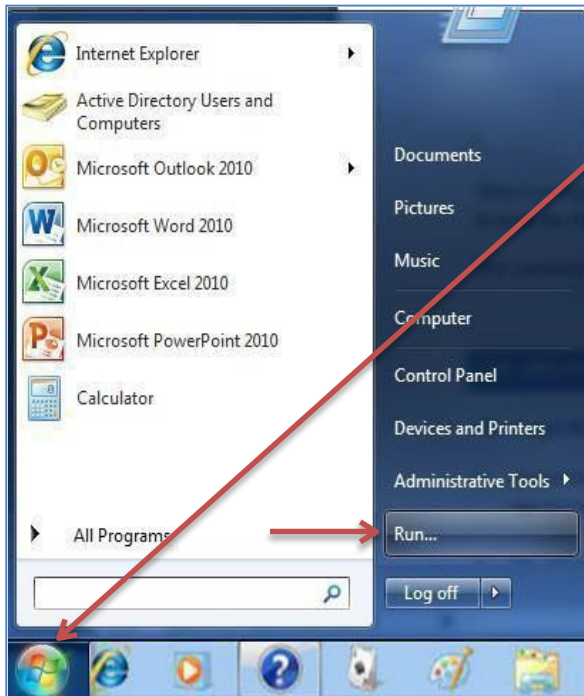 Internet Explorer
Active Directory Users and
Computers
Microsoft Outlook 2010
Microsoft Word 2010
Microsoft Excel 2010
Microsoft PowerPoint 2010
Calculator
All Programs
Documents
Pictures
Music
Computer
Control Panel
Devices and Printers
Administrative Tools
Run...
Log off